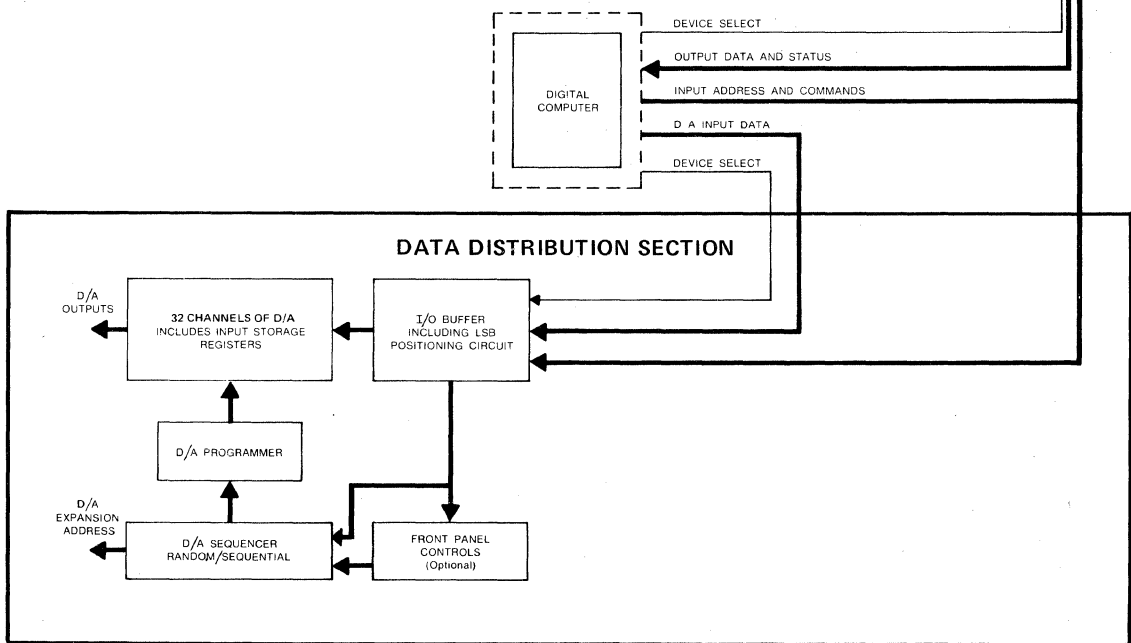 DEVICE SELECT
OUTPUT DATA AND STATUS
INPUT ADDRESS AND COMMANDS
DIGITAL
COMPUTER
D A INPUT DATA
DEVICE SELECT
DATA DISTRIBUTION SECTION
D/A
OUTPUTS
32 CHANNELS OF D/A
INCLUDES INPUT STORAGE
REGISTERS
I/O BUFFER
INCLUDING LSB
POSITIONING CIRCUIT
D/A PROGRAMMER
D/A
EXPANSION
ADDRESS
D/A SEQUENCER
RANDOM/SEQUENTIAL
FRONT PANEL
CONTROLS
(Optional)